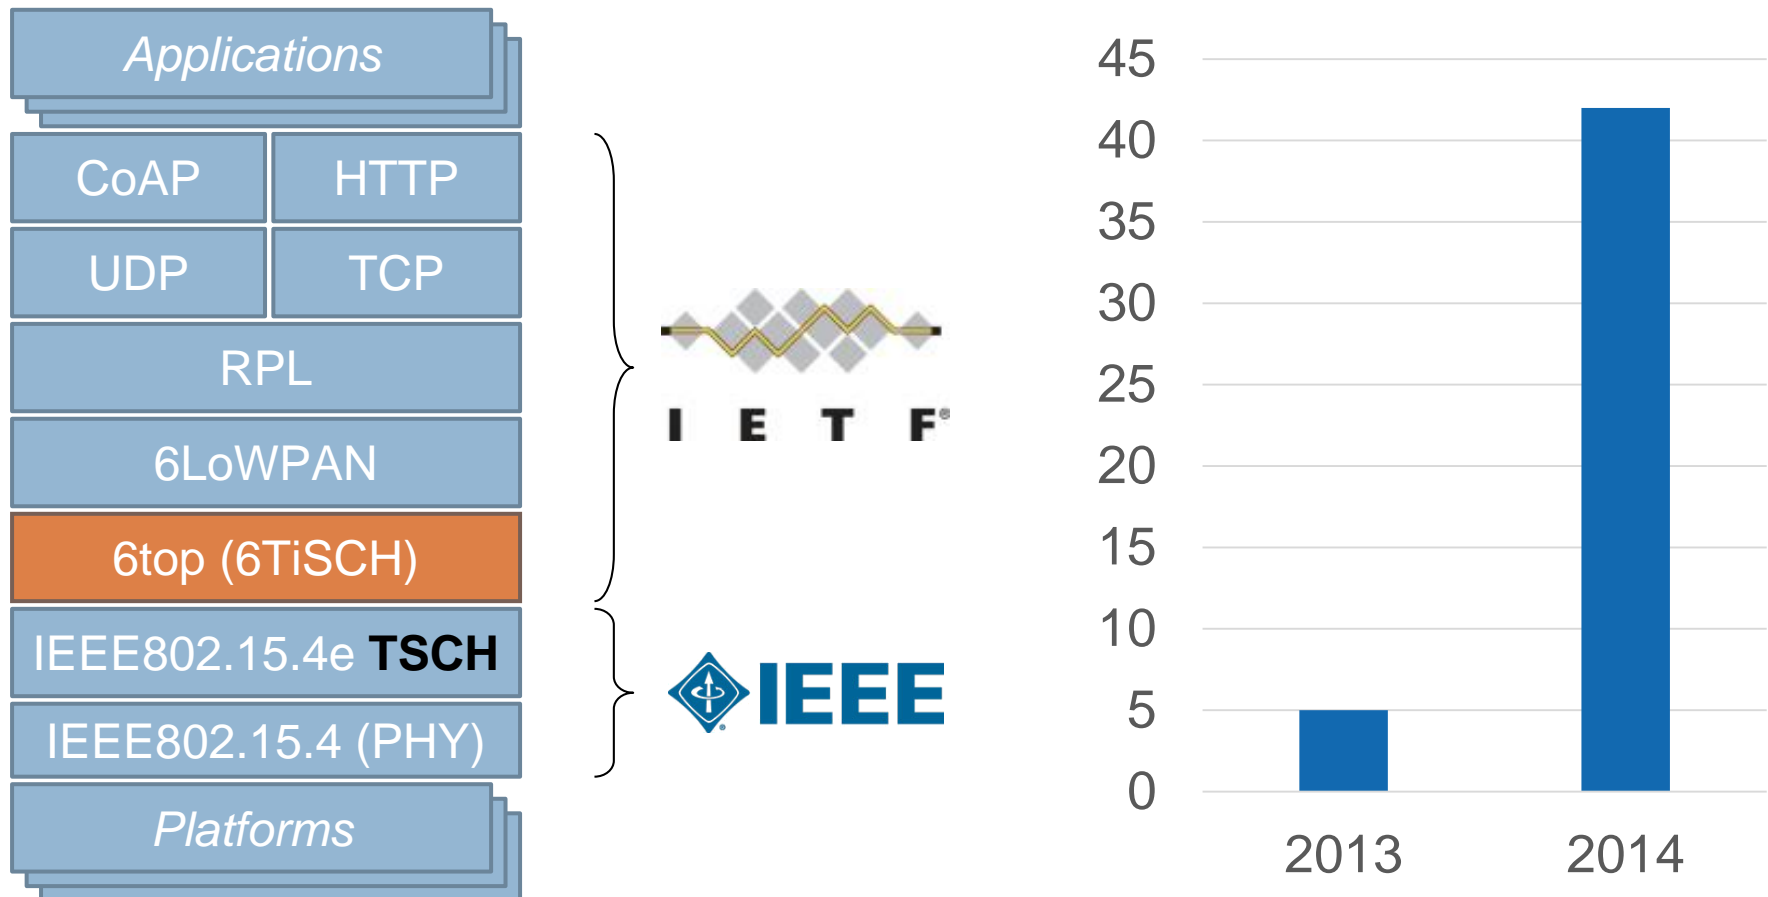 Applications
CoAP HTTP
UDP TCP
RPL
6LoWPAN
6top (6TiSCH)
IEEE802.15.4e TSCH
IEEE802.15.4 (PHY)
Platforms
I E T F®
IEEE
45
40
35
30
25
20
15
10
5
0
2013 2014